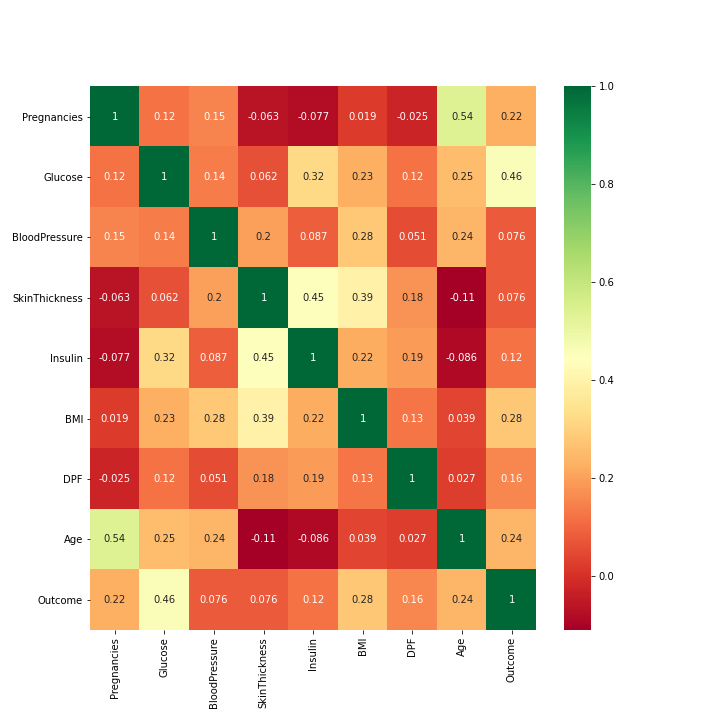 Pregnancies 1 0.12 0.15 -0.063 -0.077 0.019 -0.025 0.54 0.22
Glucose 0.12 1 0.14 0.062 0.32 0.23 0.12 0.25 0.46
BloodPressure 0.15 0.14 1 0.2 0.087 0.28 0.051 0.24 0.076
SkinThickness -0.063 0.062 0.2 1 0.45 0.39 0.18 -0.11 0.076
Insulin -0.077 0.32 0.087 0.45 1 0.22 0.19 -0.086 0.12
BMI 0.019 0.23 0.28 0.39 0.22 1 0.13 0.039 0.28
DPF -0.025 0.12 0.051 0.18 0.19 0.13 1 0.027 0.16
Age 0.54 0.25 0.24 -0.11 -0.086 0.039 0.027 1 0.24
Outcome 0.22 0.46 0.076 0.076 0.12 0.28 0.16 0.24 1
Pregnancies
Glucose
BloodPressure
SkinThickness
Insulin
BMI
DPF
Age
Outcome
1.0
0.8
0.6
0.4
0.2
0.0